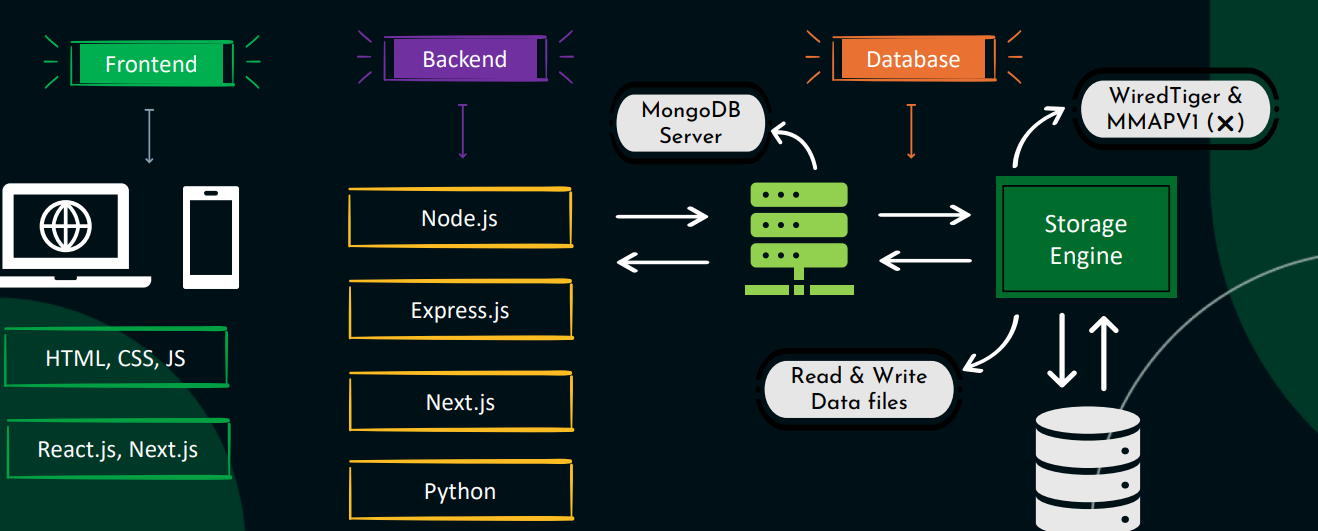 Frontend
Backend
Database
MongoDB
Server
WiredTiger &
MMAPV1 (❌)
Node.js
Express.js
Next.js
Python
HTML, CSS, JS
React.js, Next.js
Storage
Engine
Read & Write
Data files